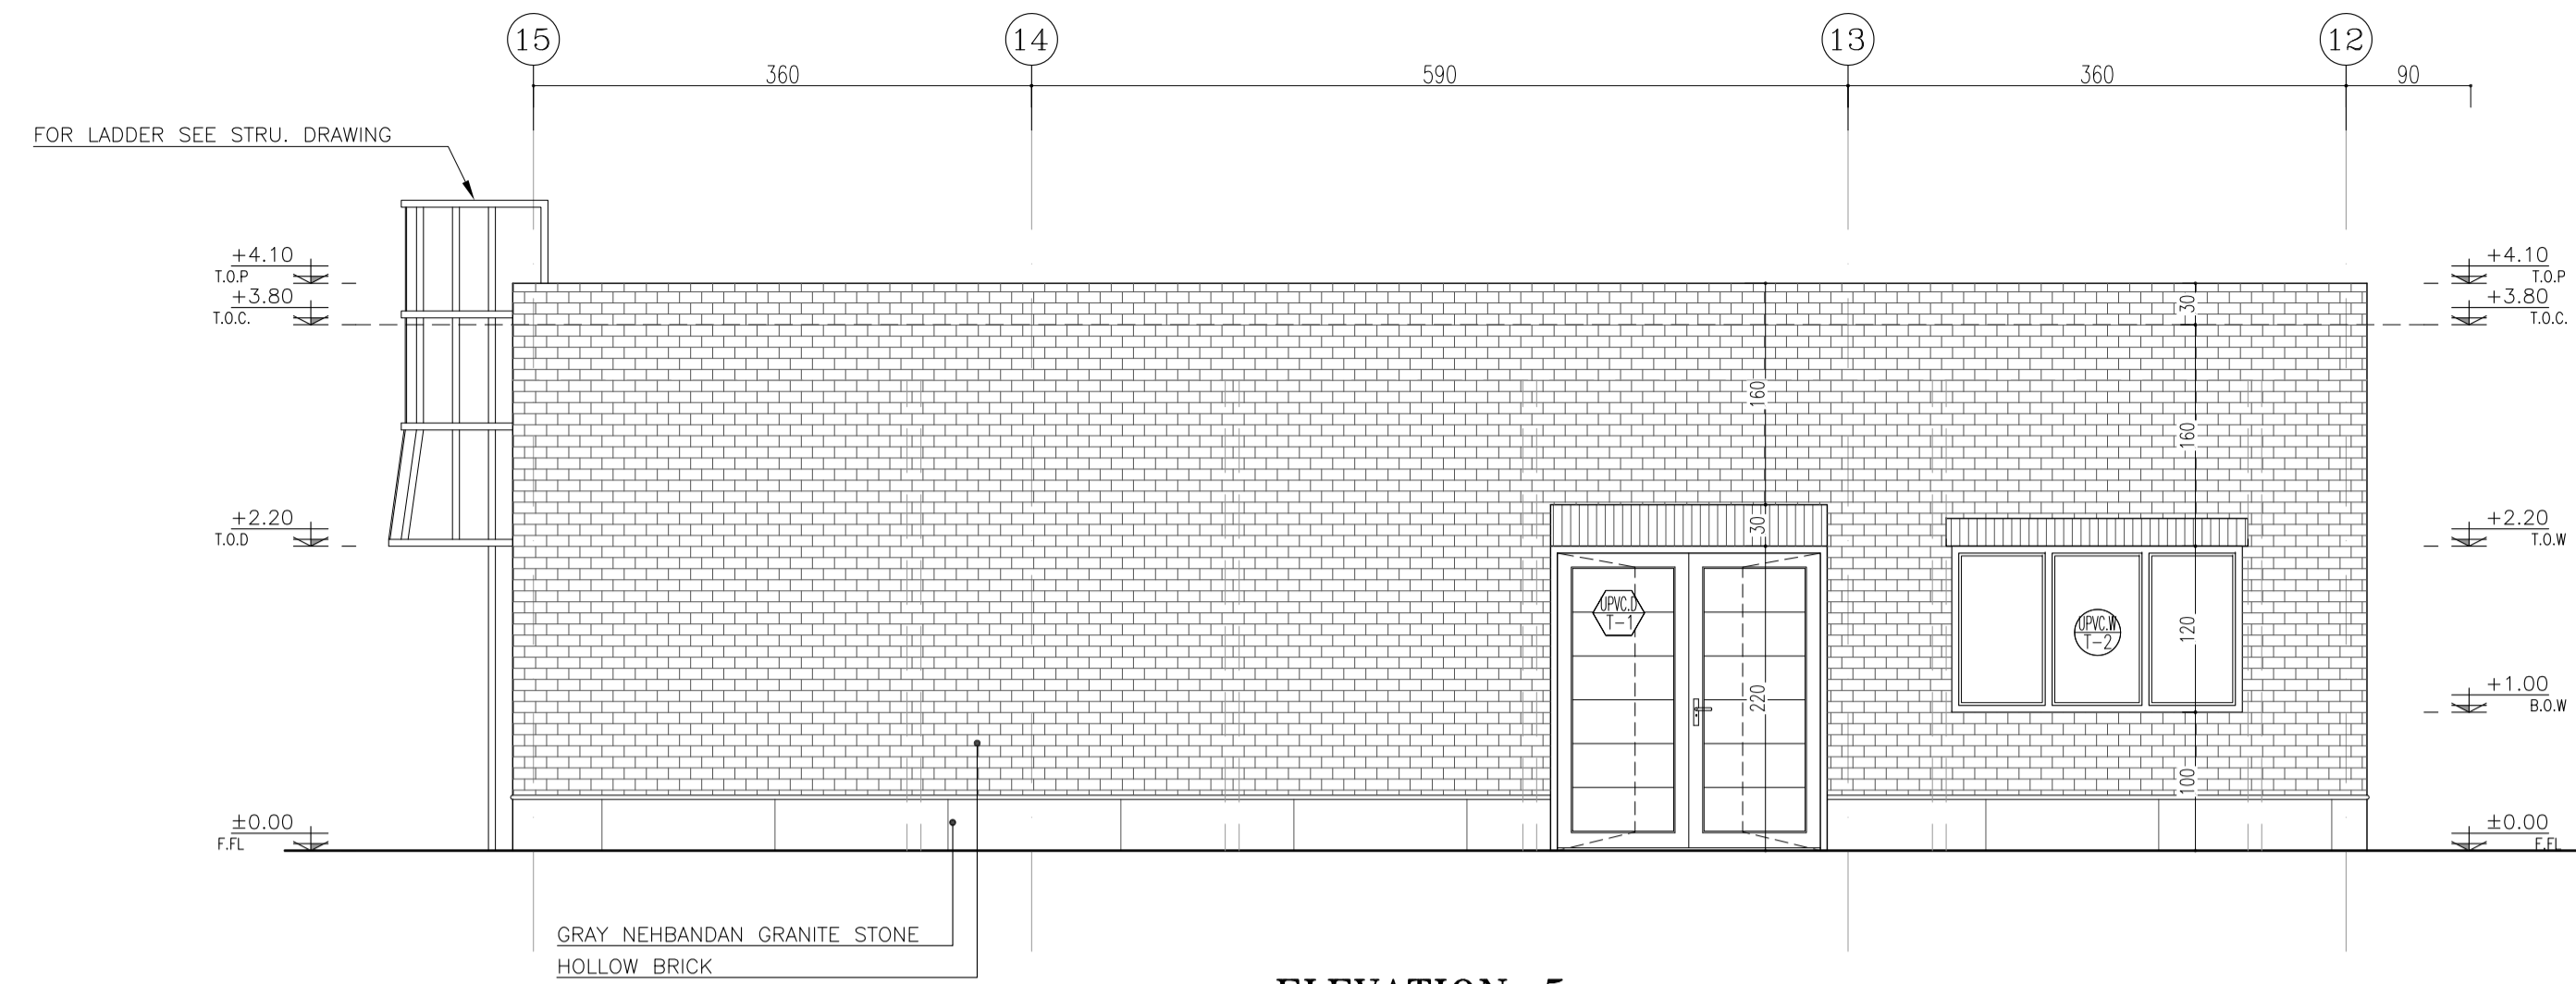 15
14
13
12
360
590
360
90
FOR LADDER SEE STRU. DRAWING
+4.10
T.O.P
+3.80
T.O.C.
+2.20
T.O.D
±0.00
F.FL
+4.10
T.O.P
+3.80
T.O.C.
+2.20
T.O.W
+1.00
B.O.W
±0.00
F.FL
160
30
220
30
160
120
100
UPVC.D
T-1
UPVC.W
T-2
GRAY NEHBANDAN GRANITE STONE
HOLLOW BRICK
ELEVATION 5